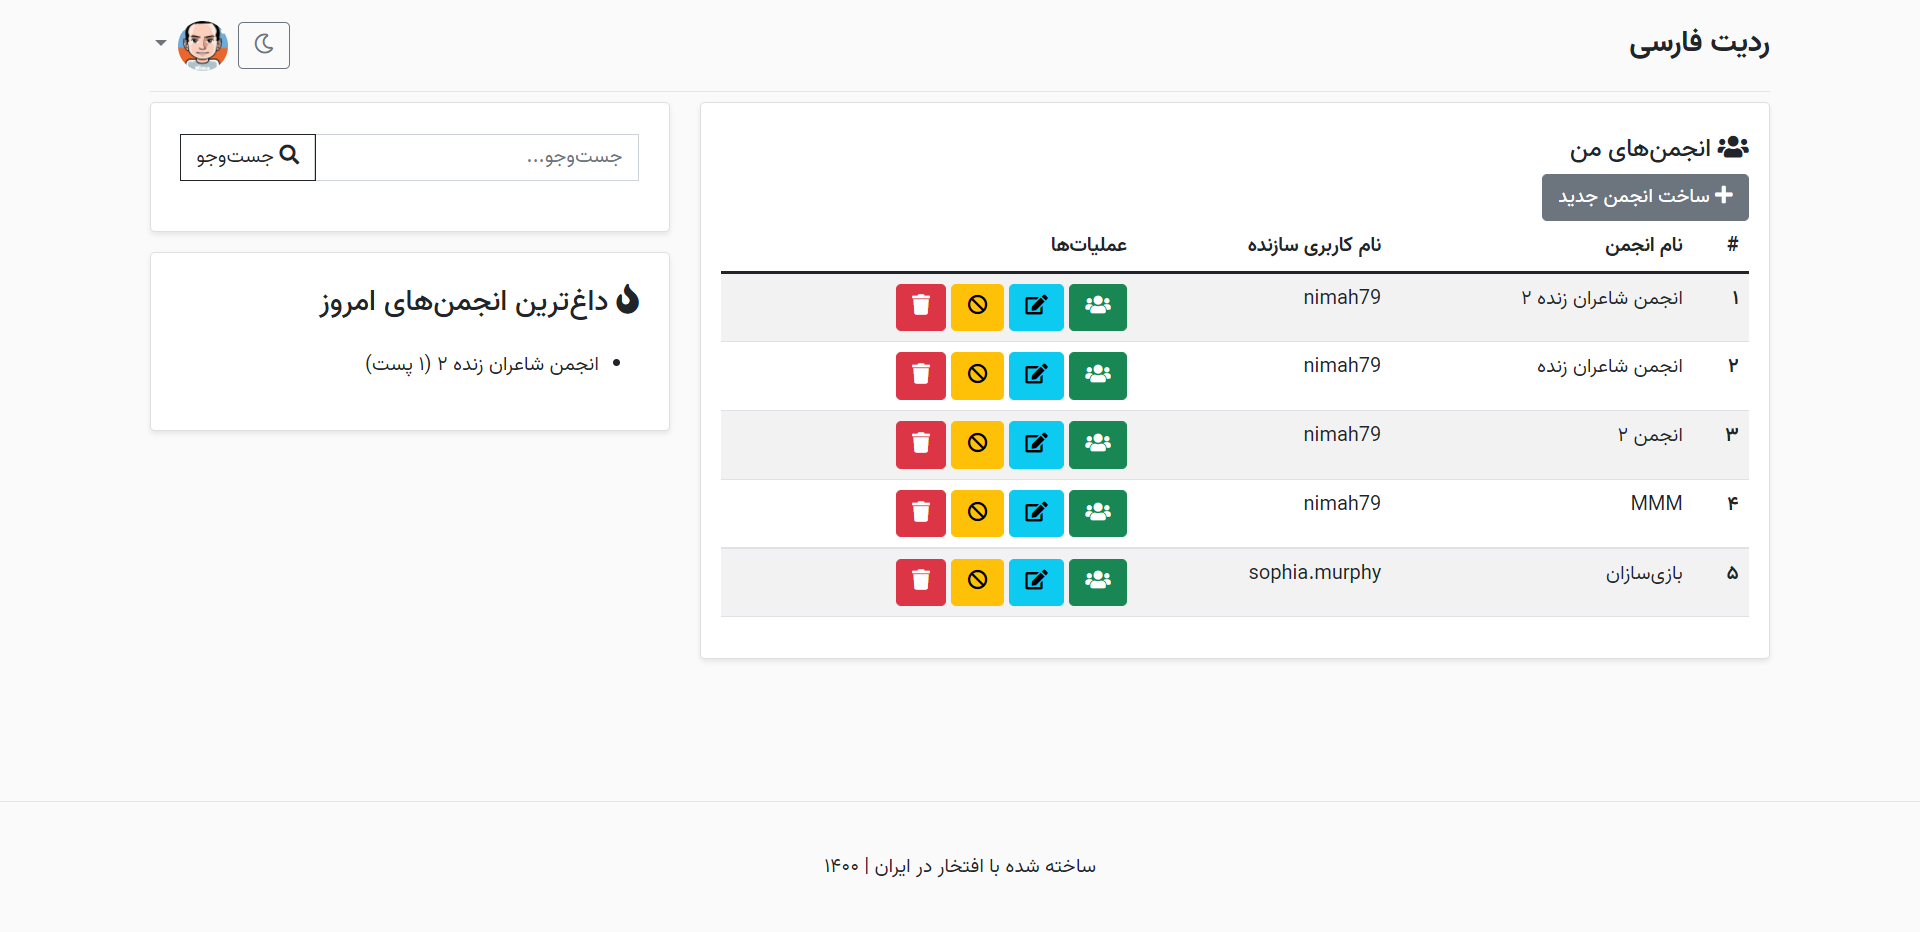 ردیت فارسی
انجمن‌های من
ساخت انجمن جدید
# نام انجمن نام کاربری سازنده عملیات‌ها
۱ انجمن شاعران زنده ۲ nimah79
۲ انجمن شاعران زنده nimah79
۳ انجمن ۲ nimah79
۴ MMM nimah79
۵ بازی‌سازان sophia.murphy
جست‌وجو... جست‌وجو
داغ‌ترین انجمن‌های امروز
• انجمن شاعران زنده ۲ (۱ پست)
ساخته شده با افتخار در ایران | ۱۴۰۰